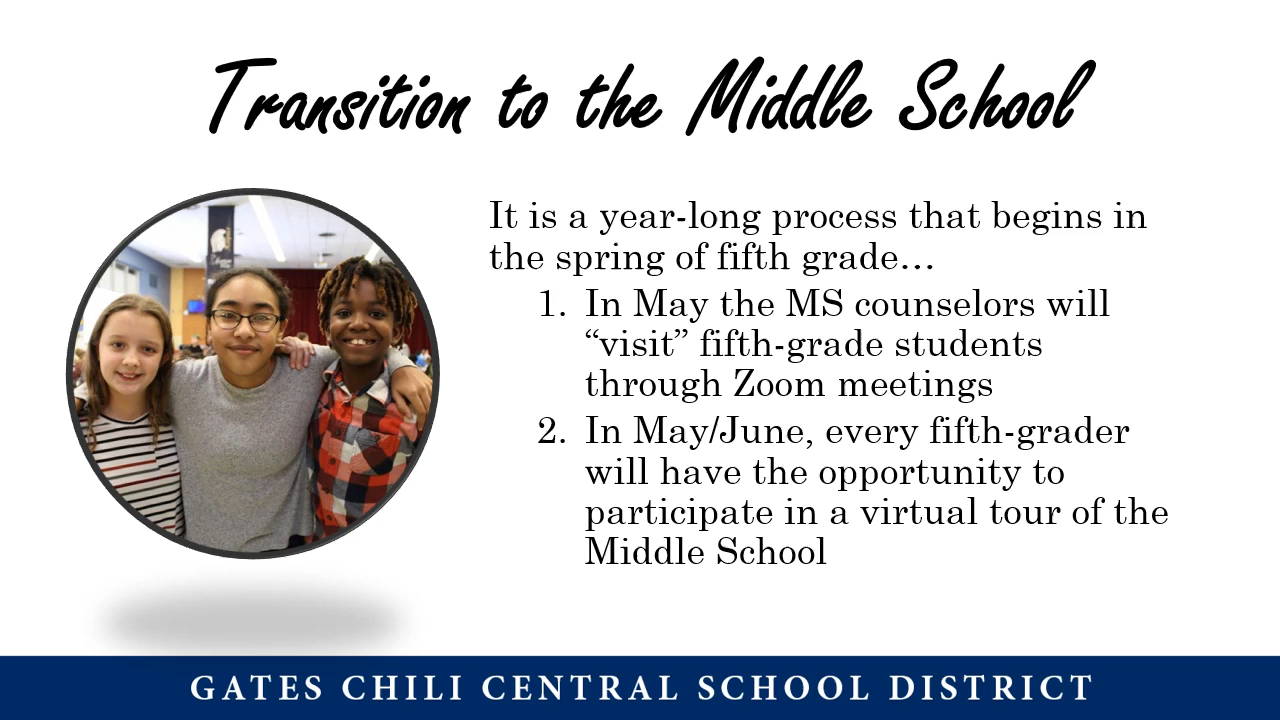 Transition to the Middle School
It is a year-long process that begins in
the spring of fifth grade…
1. In May the MS counselors will
“visit” fifth-grade students
through Zoom meetings
2. In May/June, every fifth-grader
will have the opportunity to
participate in a virtual tour of the
Middle School
GATES CHILI CENTRAL SCHOOL DISTRICT